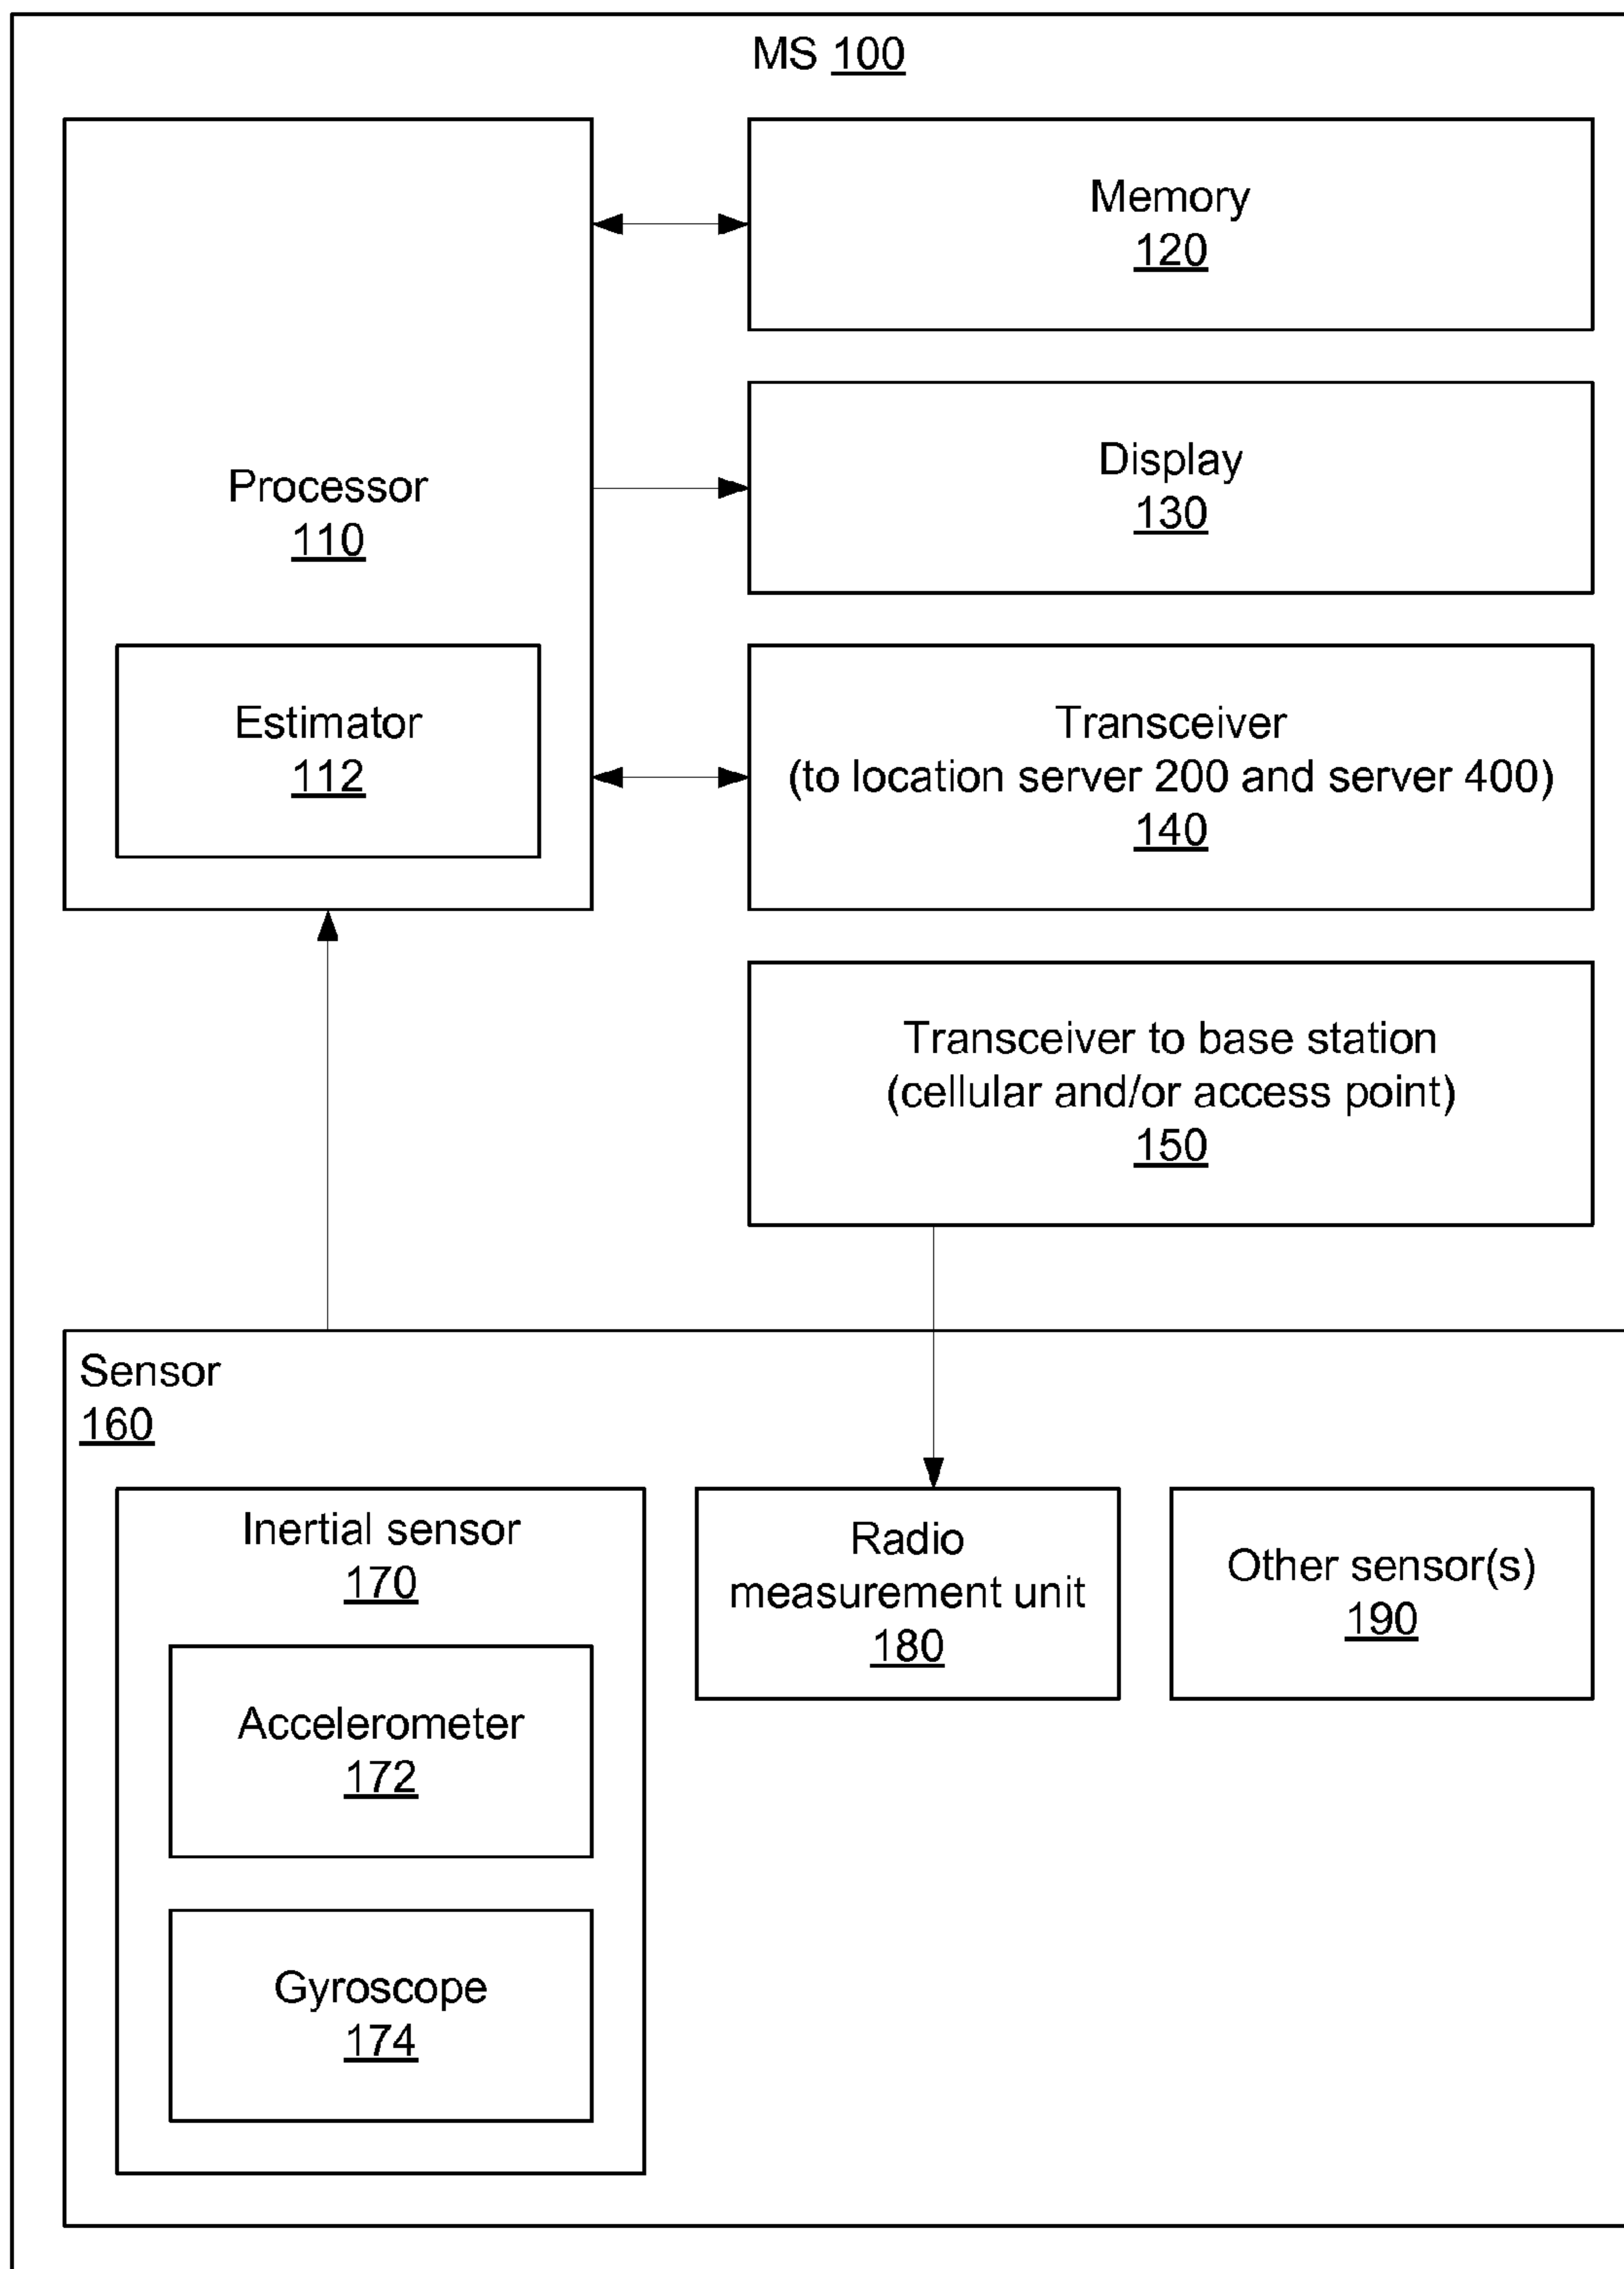 MS 100
Memory
120
Display
130
Processor
110
Estimator
112
Transceiver
(to location server 200 and server 400)
140
Transceiver to base station
(cellular and/or access point)
150
Sensor
160
Inertial sensor
170
Accelerometer
172
Gyroscope
174
Radio
measurement unit
180
Other sensor(s)
190